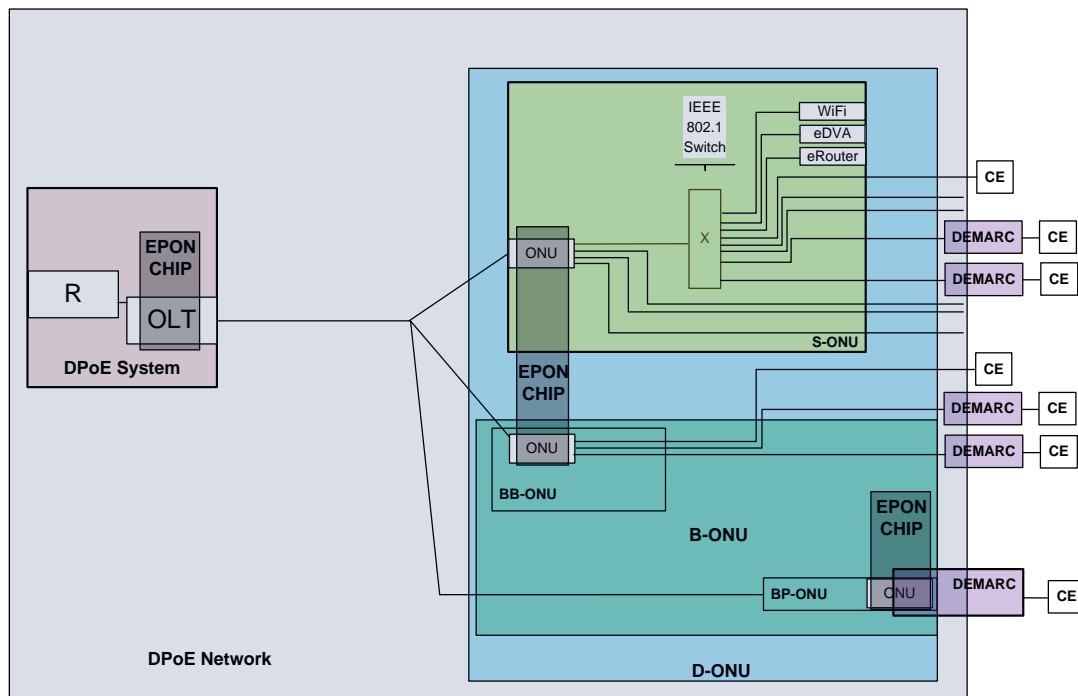 IEEE
802.1
Switch
WiFi
eDVA
eRouter
CE
X
DEMARC
CE
DEMARC
CE
ONU
S-ONU
EPON
CHIP
R
OLT
DPoE System
EPON
CHIP
CE
DEMARC
CE
DEMARC
CE
ONU
BB-ONU
B-ONU
EPON
CHIP
BP-ONU
ONU
DEMARC
CE
DPoE Network
D-ONU